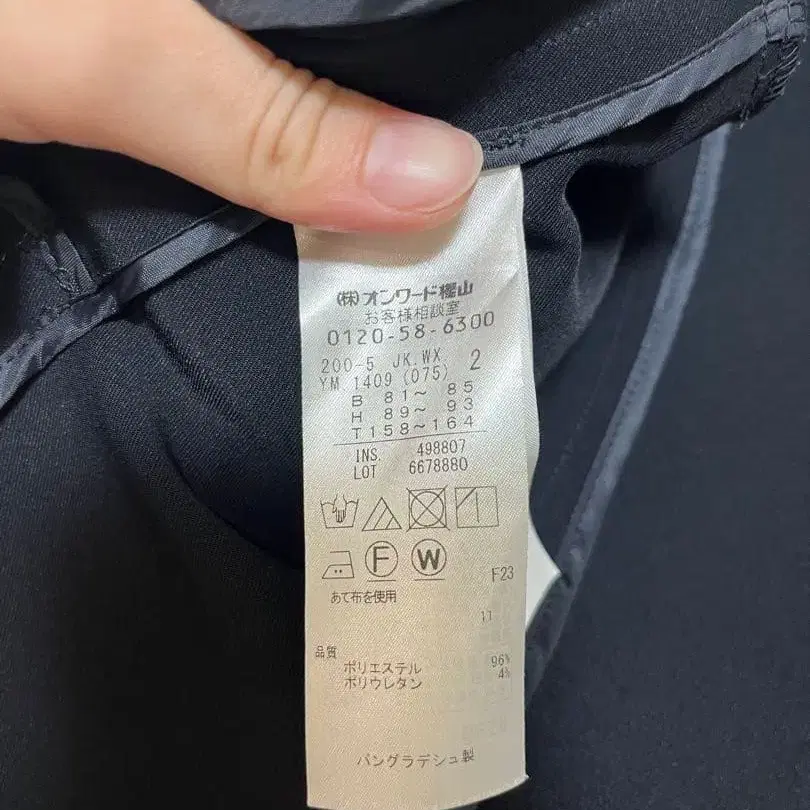 (株)オンワード樫山
お客様相談室
0120-58-6300
200-5 JK.WX 2
YM 1409 (075)
B 81～ 85
H 89～ 93
T158～164
INS. 498807
LOT 6678880
F W
あて布を使用
F23
11
品質
ポリエステル 96%
ポリウレタン 4%
バングラデシュ製